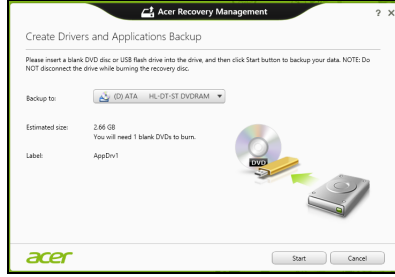 Acer Recovery Management
? X
Create Drivers and Applications Backup
Please insert a blank DVD disc or USB flash drive into the drive, and then click Start button to backup your data. NOTE: Do
NOT disconnect the drive while burning the recovery disc.
Backup to: (D) ATA HL-DT-ST DVDRAM
Estimated size: 2.66 GB
You will need 1 blank DVDs to burn.
Label: AppDrv1
DVD
acer
Start Cancel